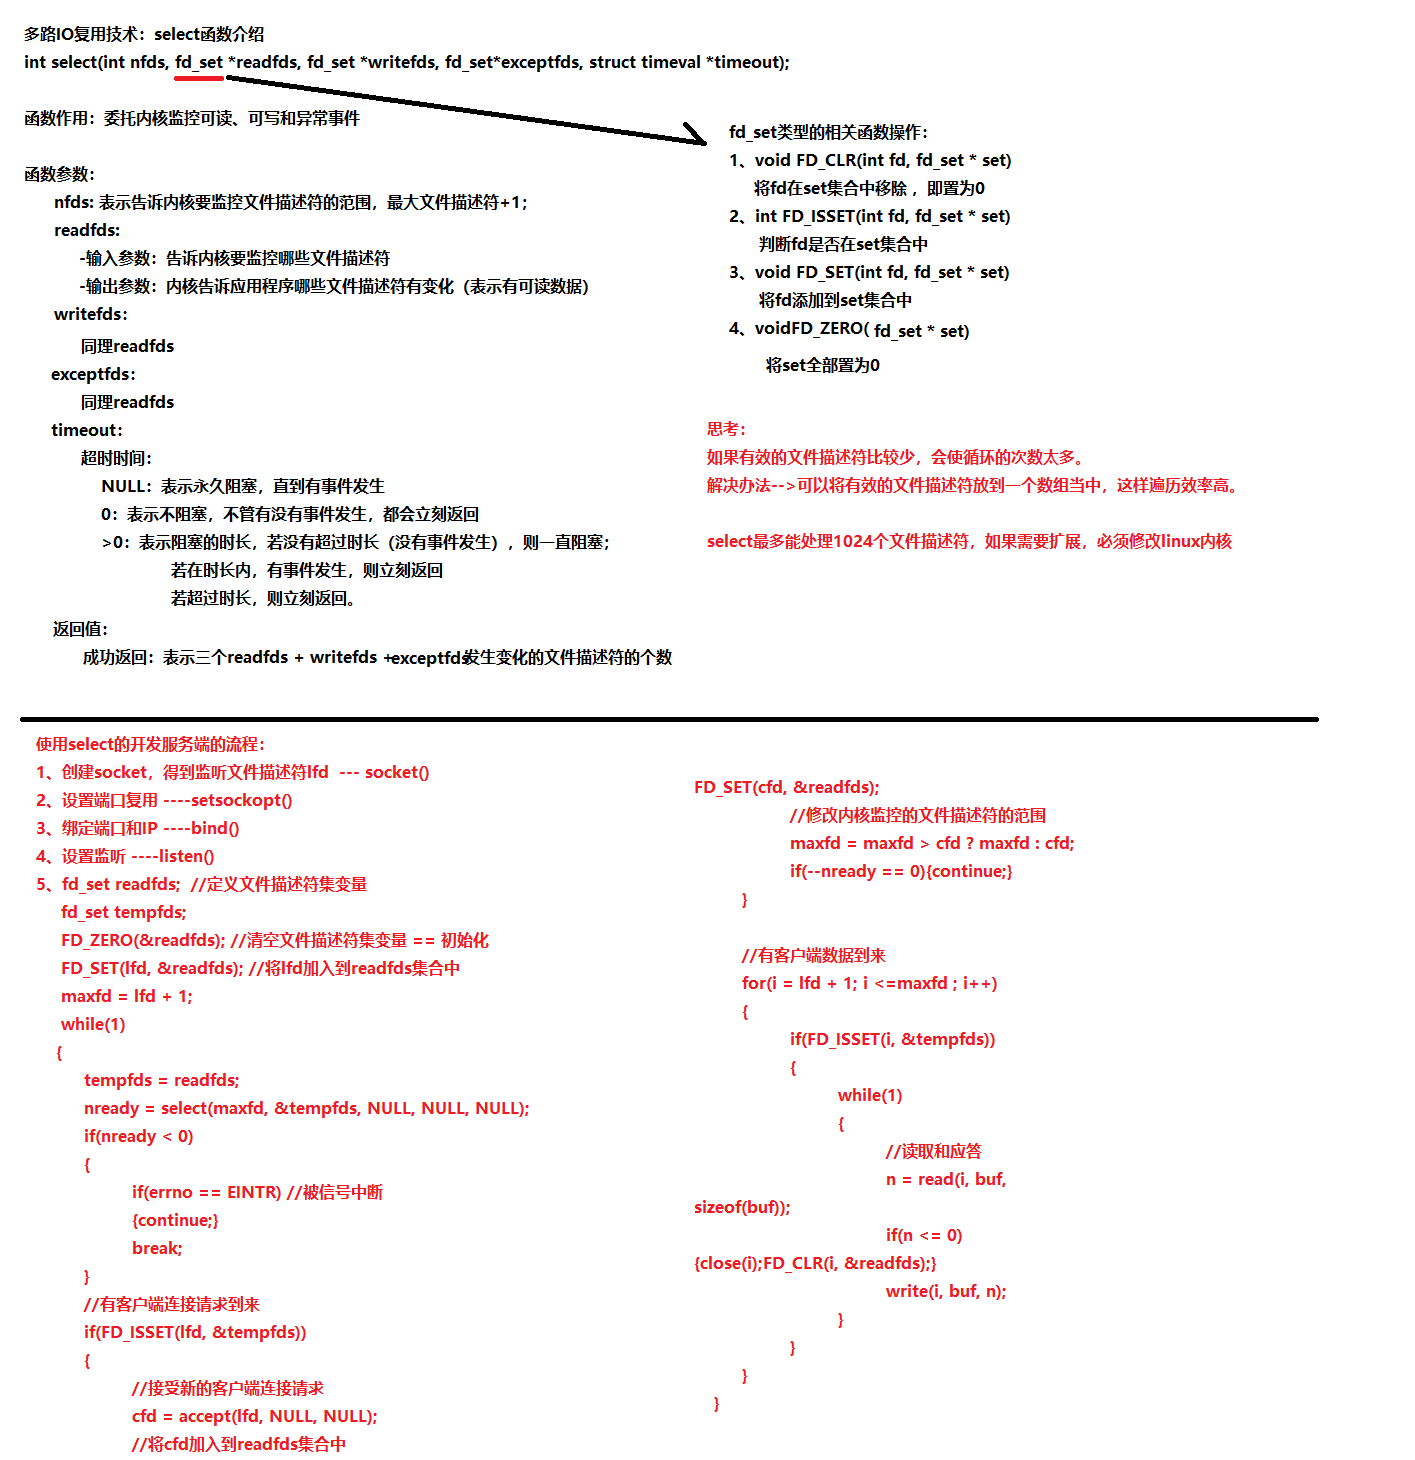 多路IO复用技术：select函数介绍
int select(int nfds, fd_set *readfds, fd_set *writefds, fd_set*exceptfds, struct timeval *timeout);
函数作用：委托内核监控可读、可写和异常事件
函数参数：
nfds: 表示告诉内核要监控文件描述符的范围，最大文件描述符+1；
readfds:
-输入参数：告诉内核要监控哪些文件描述符
-输出参数：内核告诉应用程序哪些文件描述符有变化（表示有可读数据）
writefds：
同理readfds
exceptfds：
同理readfds
timeout：
超时时间：
NULL：表示永久阻塞，直到有事件发生
0：表示不阻塞，不管有没有事件发生，都会立刻返回
>0：表示阻塞的时长，若没有超过时长（没有事件发生），则一直阻塞；
若在时长内，有事件发生，则立刻返回
若超过时长，则立刻返回。
返回值：
成功返回：表示三个readfds + writefds +exceptfds发生变化的文件描述符的个数
fd_set类型的相关函数操作：
1、void FD_CLR(int fd, fd_set * set)
将fd在set集合中移除 ，即置为0
2、int FD_ISSET(int fd, fd_set * set)
判断fd是否在set集合中
3、void FD_SET(int fd, fd_set * set)
将fd添加到set集合中
4、voidFD_ZERO( fd_set * set)
将set全部置为0
思考：
如果有效的文件描述符比较少，会使循环的次数太多。
解决办法-->可以将有效的文件描述符放到一个数组当中，这样遍历效率高。
select最多能处理1024个文件描述符，如果需要扩展，必须修改linux内核
使用select的开发服务端的流程：
1、创建socket，得到监听文件描述符lfd  --- socket()
2、设置端口复用 ----setsockopt()
3、绑定端口和IP ----bind()
4、设置监听 ----listen()
5、fd_set readfds;  //定义文件描述符集变量
fd_set tempfds;
FD_ZERO(&readfds); //清空文件描述符集变量 == 初始化
FD_SET(lfd, &readfds); //将lfd加入到readfds集合中
maxfd = lfd + 1;
while(1)
{
tempfds = readfds;
nready = select(maxfd, &tempfds, NULL, NULL, NULL);
if(nready < 0)
{
if(errno == EINTR) //被信号中断
{continue;}
break;
}
//有客户端连接请求到来
if(FD_ISSET(lfd, &tempfds))
{
//接受新的客户端连接请求
cfd = accept(lfd, NULL, NULL);
//将cfd加入到readfds集合中
FD_SET(cfd, &readfds);
//修改内核监控的文件描述符的范围
maxfd = maxfd > cfd ? maxfd : cfd;
if(--nready == 0){continue;}
}
//有客户端数据到来
for(i = lfd + 1; i <=maxfd ; i++)
{
if(FD_ISSET(i, &tempfds))
{
while(1)
{
//读取和应答
n = read(i, buf,
sizeof(buf));
if(n <= 0)
{close(i);FD_CLR(i, &readfds);}
write(i, buf, n);
}
}
}
}